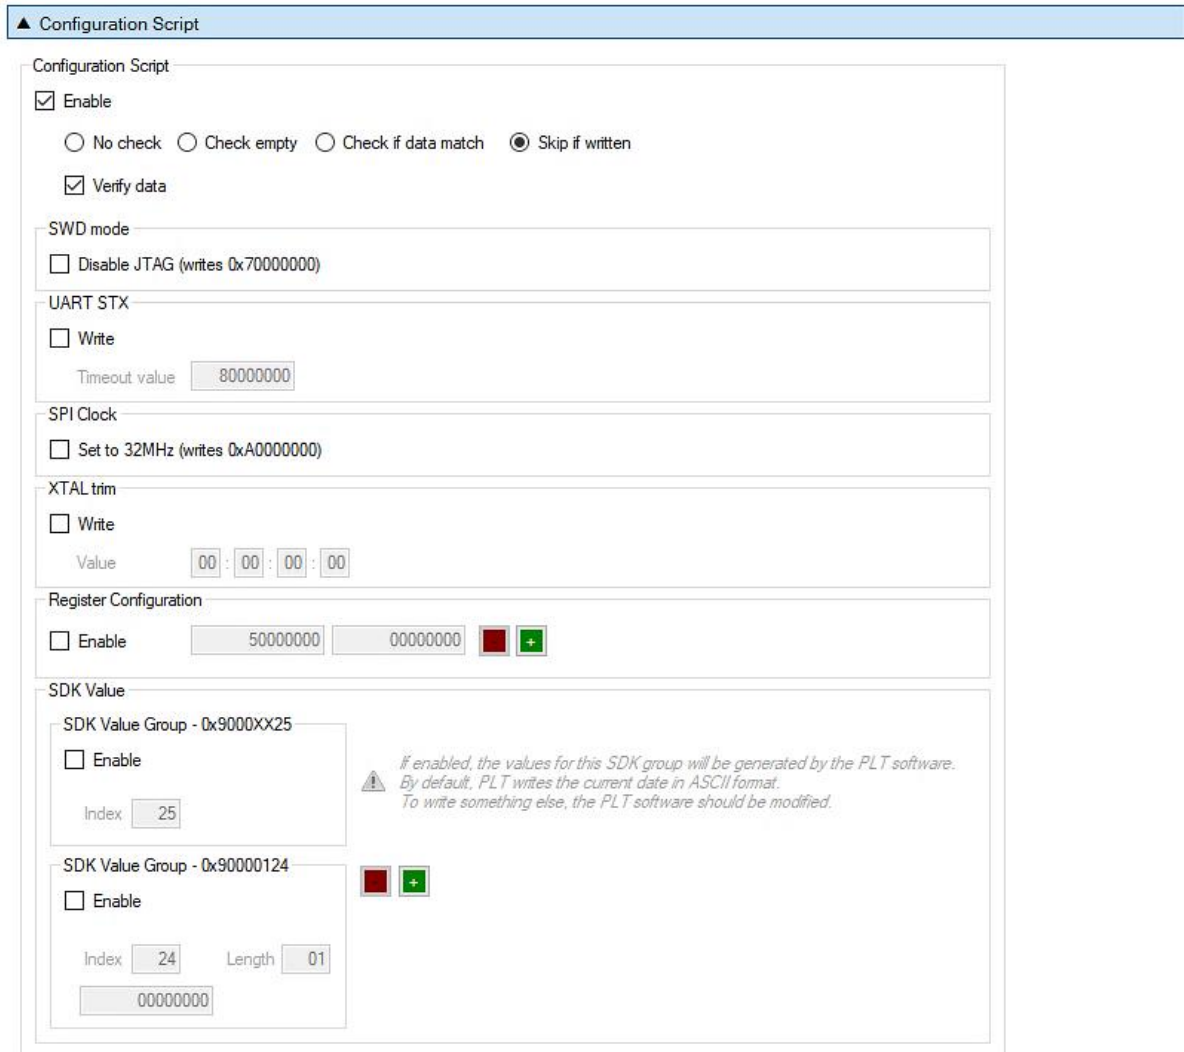 ▲ Configuration Script
Configuration Script
Enable
No check Check empty Check if data match Skip if written
Verify data
SWD mode
Disable JTAG (writes 0x70000000)
UART STX
Write
Timeout value 80000000
SPI Clock
Set to 32MHz (writes 0xA0000000)
XTAL trim
Write
Value 00 : 00 : 00 : 00
Register Configuration
Enable 50000000 00000000 - +
SDK Value
SDK Value Group - 0x9000XX25
Enable
If enabled, the values for this SDK group will be generated by the PLT software.
By default, PLT writes the current date in ASCII format.
To write something else, the PLT software should be modified.
Index 25
SDK Value Group - 0x90000124
- +
Enable
Index 24 Length 01
00000000